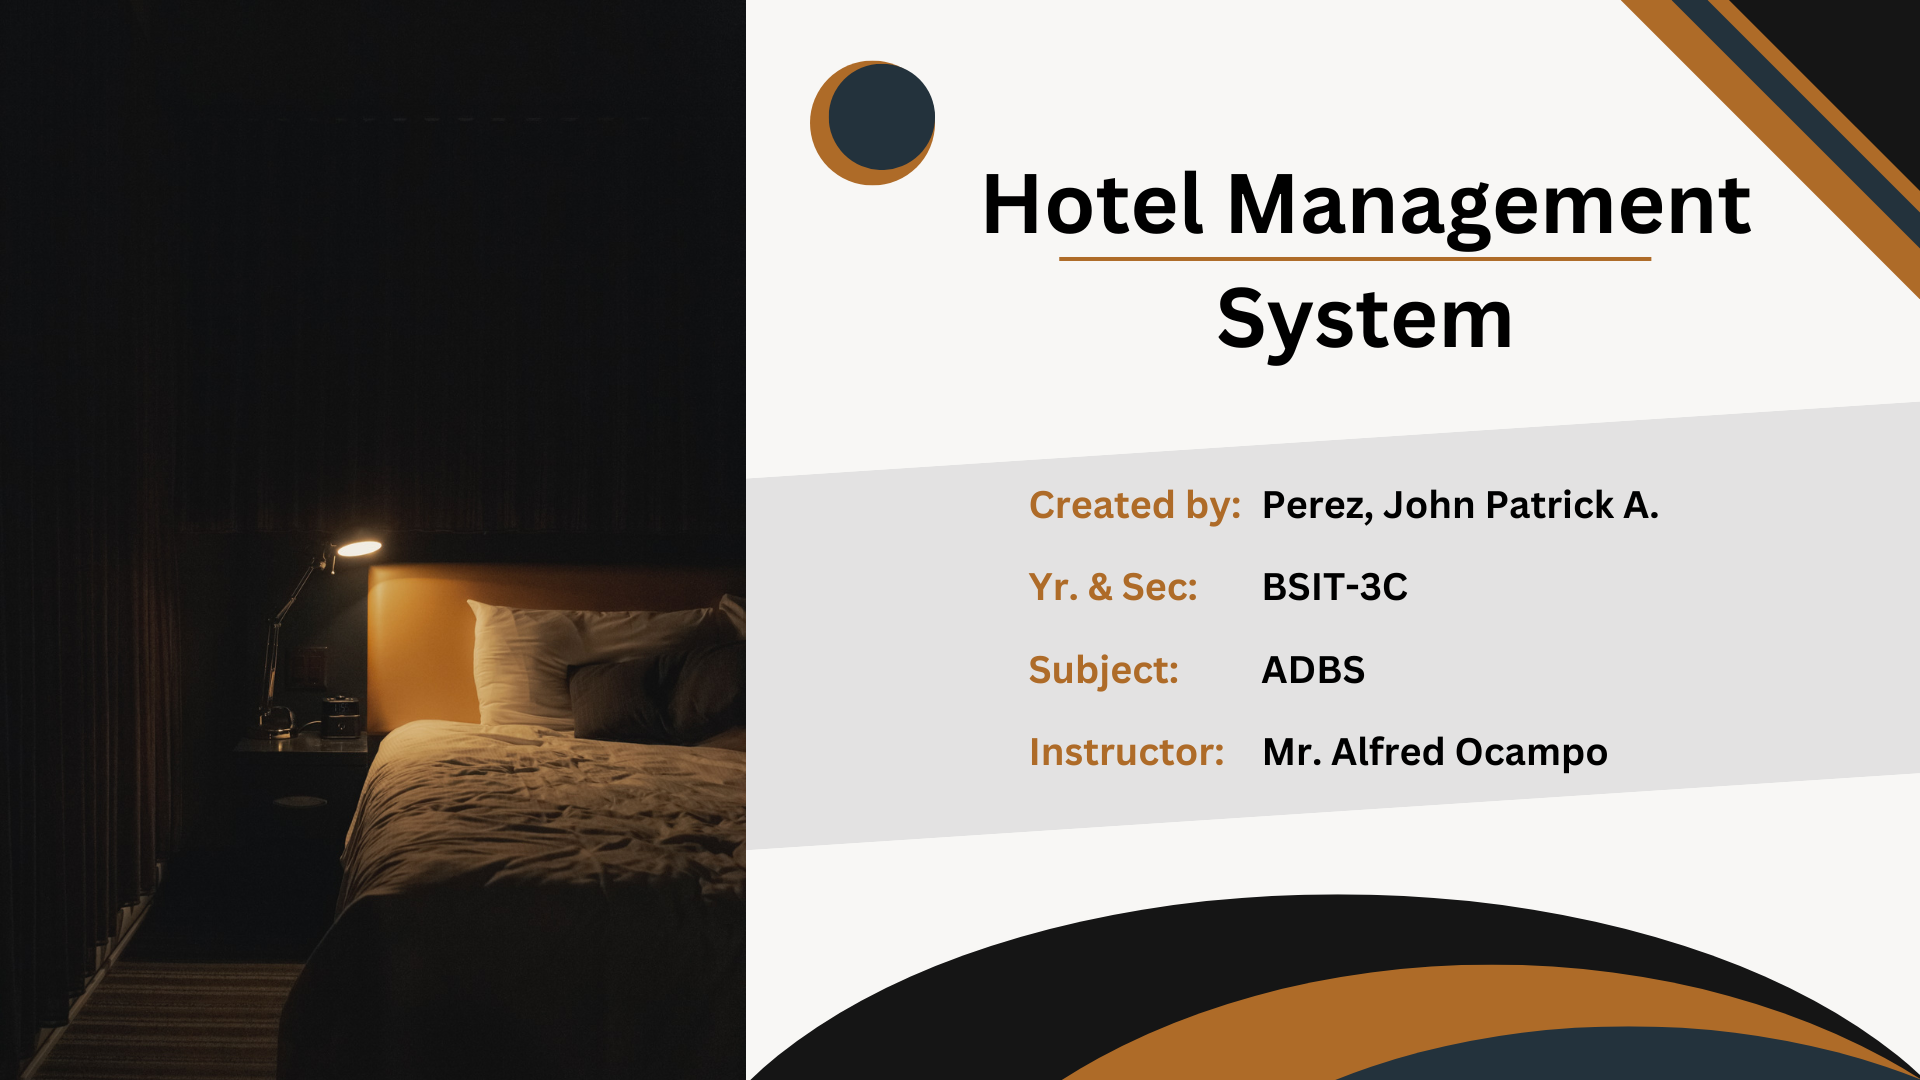 Hotel Management
System
Created by: Perez, John Patrick A.
Yr. & Sec: BSIT-3C
Subject: ADBS
Instructor: Mr. Alfred Ocampo